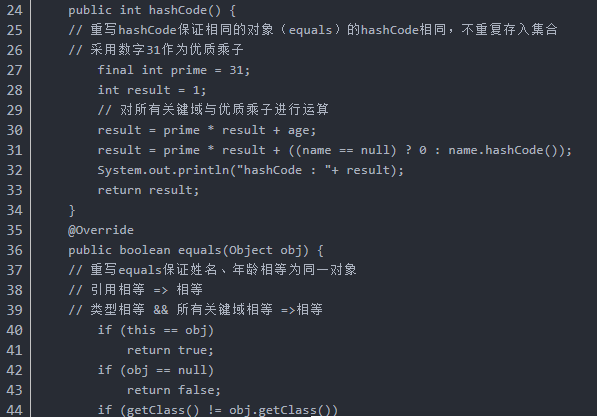 24 public int hashCode() {
25 // 重写hashCode保证相同的对象（equals）的hashCode相同，不重复存入集合
26 // 采用数字31作为优质乘子
27 final int prime = 31;
28 int result = 1;
29 // 对所有关键域与优质乘子进行运算
30 result = prime * result + age;
31 result = prime * result + ((name == null) ? 0 : name.hashCode());
32 System.out.println("hashCode : "+ result);
33 return result;
34 }
35 @Override
36 public boolean equals(Object obj) {
37 // 重写equals保证姓名、年龄相等为同一对象
38 // 引用相等 => 相等
39 // 类型相等 && 所有关键域相等 =>相等
40 if (this == obj)
41 return true;
42 if (obj == null)
43 return false;
44 if (getClass() != obj.getClass())